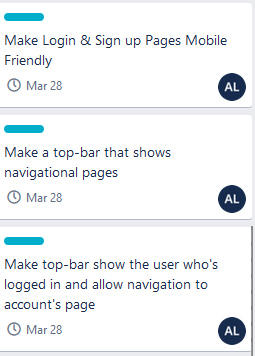 Make Login & Sign up Pages Mobile
Friendly
Mar 28
AL
Make a top-bar that shows
navigational pages
Mar 28
AL
Make top-bar show the user who's
logged in and allow navigation to
account's page
Mar 28
AL